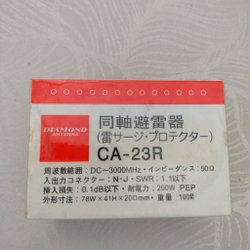 DIAMOND
ANTENNA
同軸避雷器
(雷サージ・プロテクター)
CA-23R
周波数範囲：DC〜3000MHz・インピーダンス：50Ω
入出力コネクター：N-J・SWR：1.1以下
挿入損失：0.1dB以下・耐電力：200W PEP
外形寸法：78W×41H×20Dmm・重量：100g